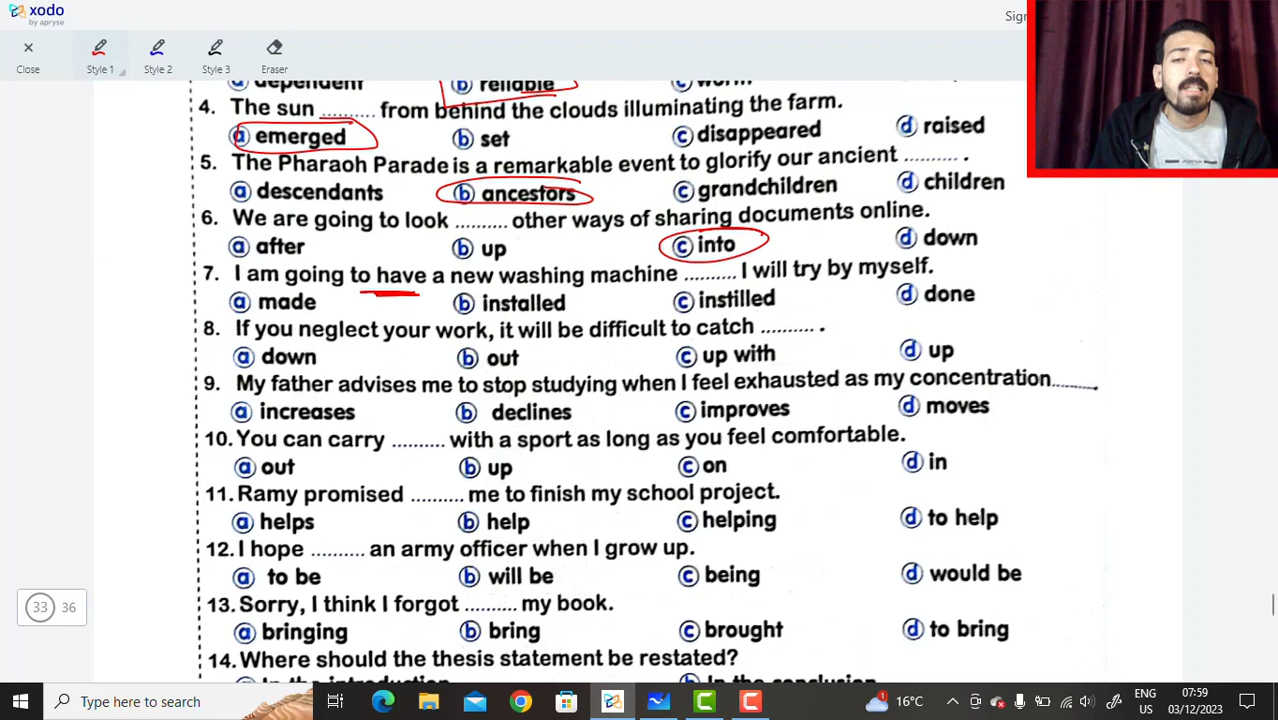 xodo
by apryse
Sign
Close
Style 1
Style 2
Style 3
Eraser
a dependent b reliable c
4. The sun .......... from behind the clouds illuminating the farm.
a emerged b set c disappeared d raised
5. The Pharaoh Parade is a remarkable event to glorify our ancient .......... .
a descendants b ancestors c grandchildren d children
6. We are going to look .......... other ways of sharing documents online.
a after b up c into d down
7. I am going to have a new washing machine .......... I will try by myself.
a made b installed c instilled d done
8. If you neglect your work, it will be difficult to catch .......... .
a down b out c up with d up
9. My father advises me to stop studying when I feel exhausted as my concentration..........
a increases b declines c improves d moves
10. You can carry .......... with a sport as long as you feel comfortable.
a out b up c on d in
11. Ramy promised .......... me to finish my school project.
a helps b help c helping d to help
12. I hope .......... an army officer when I grow up.
a to be b will be c being d would be
13. Sorry, I think I forgot .......... my book.
a bringing b bring c brought d to bring
14. Where should the thesis statement be restated?
a In the introduction b In the conclusion
33 36
Type here to search
1
16°C
ENG
US
07:59
03/12/2023